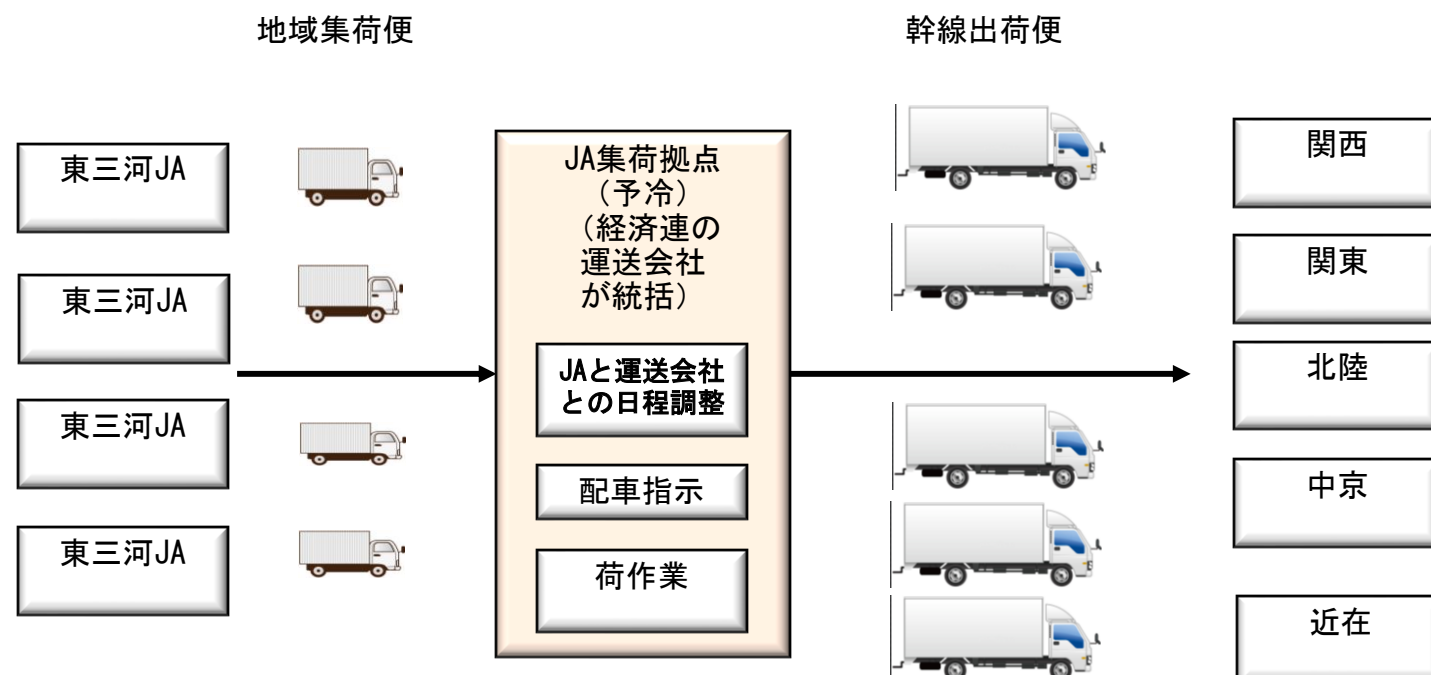 地域集荷便
幹線出荷便
東三河JA
東三河JA
東三河JA
東三河JA
JA集荷拠点
（予冷）
（経済連の
運送会社
が統括）
JAと運送会社
との日程調整
配車指示
荷作業
関西
関東
北陸
中京
近在